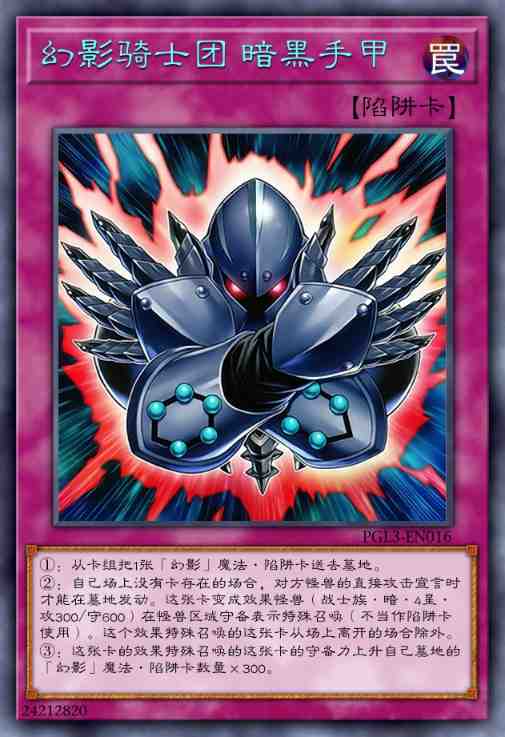 幻影骑士团 暗黑手甲
罠
【陷阱卡】
PGL3-EN016
①：从卡组把1张「幻影」魔法·陷阱卡送去墓地。
②：自己场上没有卡存在的场合，对方怪兽的直接攻击宣言时
才能在墓地发动。这张卡变成效果怪兽（战士族·暗·4星·
攻300/守600）在怪兽区域守备表示特殊召唤（不当作陷阱卡
使用）。这个效果特殊召唤的这张卡从场上离开的场合除外。
③：这张卡的效果特殊召唤的这张卡的守备力上升自己墓地的
「幻影」魔法·陷阱卡数量×300。
24212820